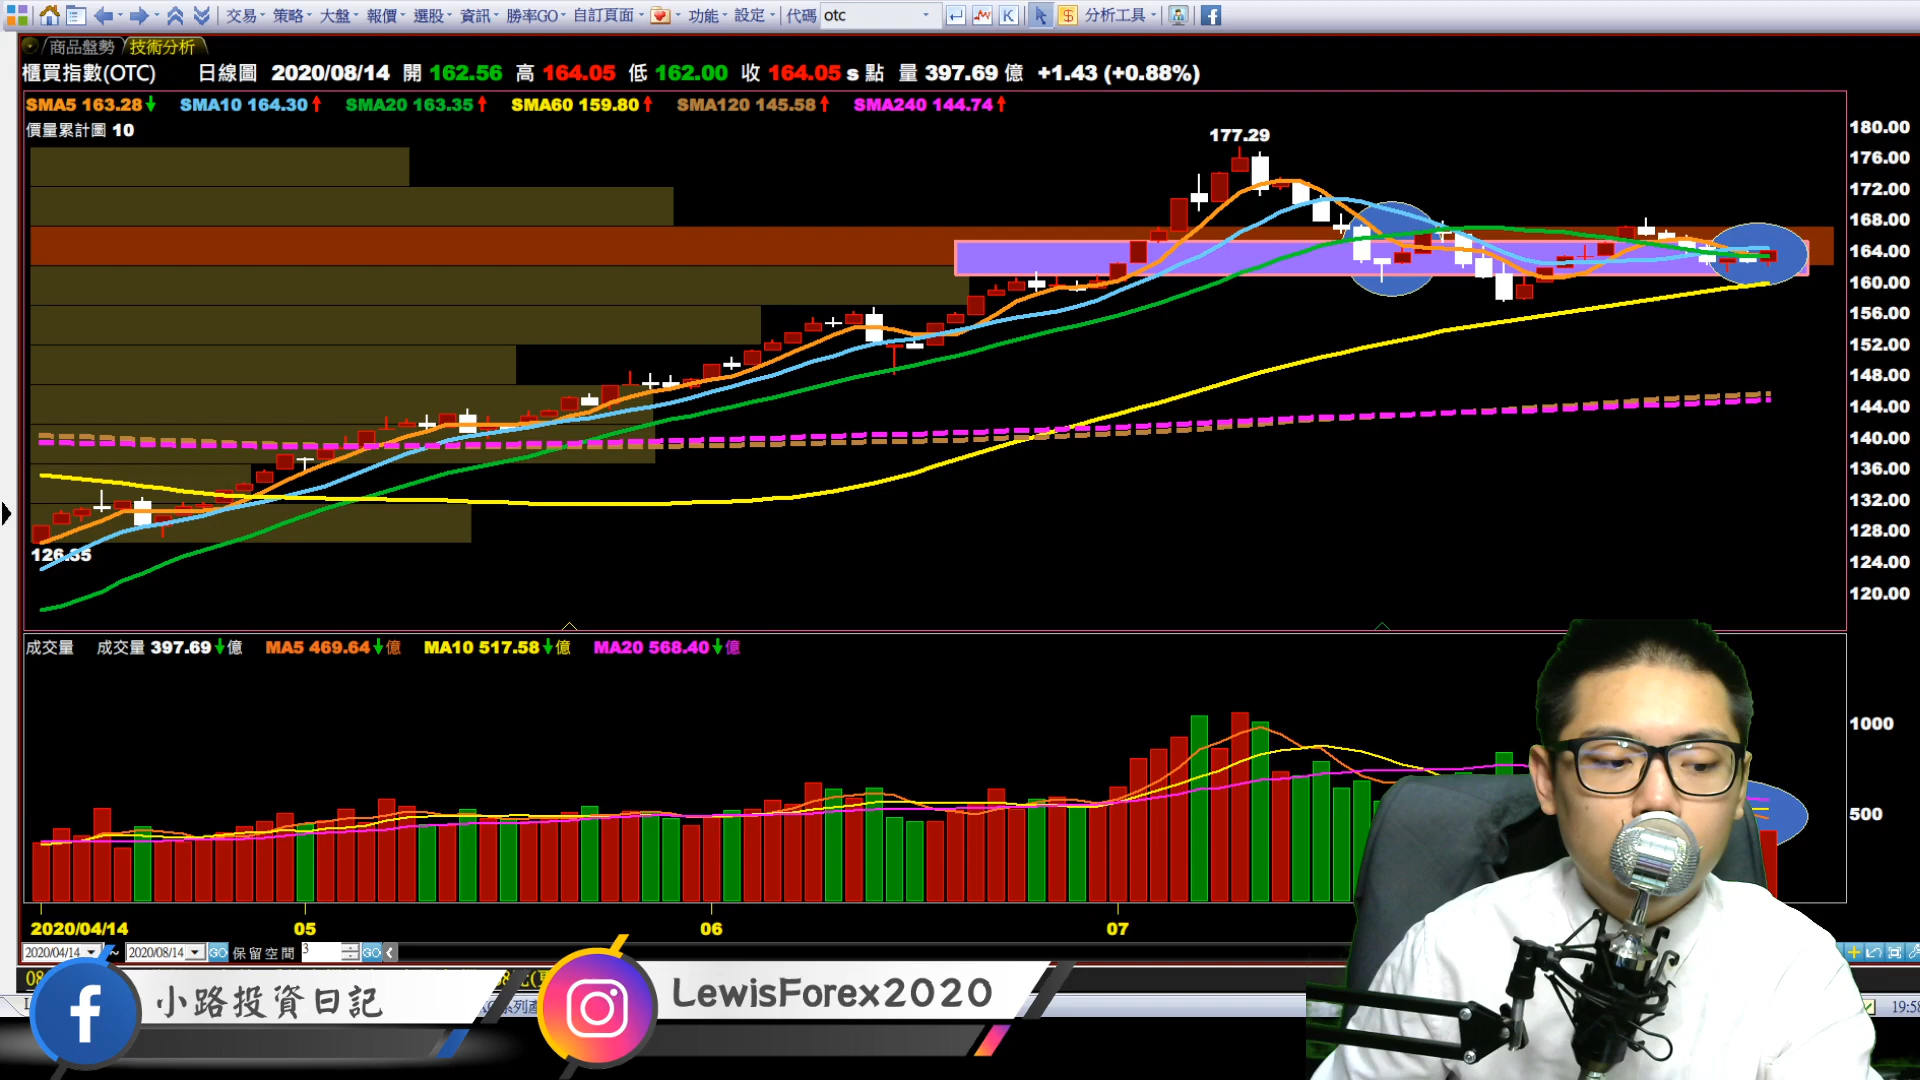 交易 策略 大盤 報價 選股 資訊 勝率GO 自訂頁面 功能 設定 代碼 otc K $ 分析工具
商品盤勢 技術分析
櫃買指數(OTC) 日線圖 2020/08/14 開 162.56 高 164.05 低 162.00 收 164.05 s 點 量 397.69 億 +1.43 (+0.88%)
SMA5 163.28 SMA10 164.30 SMA20 163.35 SMA60 159.80 SMA120 145.58 SMA240 144.74
價量累計圖 10
177.29
180.00
176.00
172.00
168.00
164.00
160.00
156.00
152.00
148.00
144.00
140.00
136.00
132.00
128.00
124.00
120.00
126.35
成交量 成交量 397.69 億 MA5 469.64 億 MA10 517.58 億 MA20 568.40 億
1000
500
2020/04/14 05 06 07
2020/04/14 ~ 2020/08/14 GO 保留空間 3 GO
小路投資日記
LewisForex2020
19:58